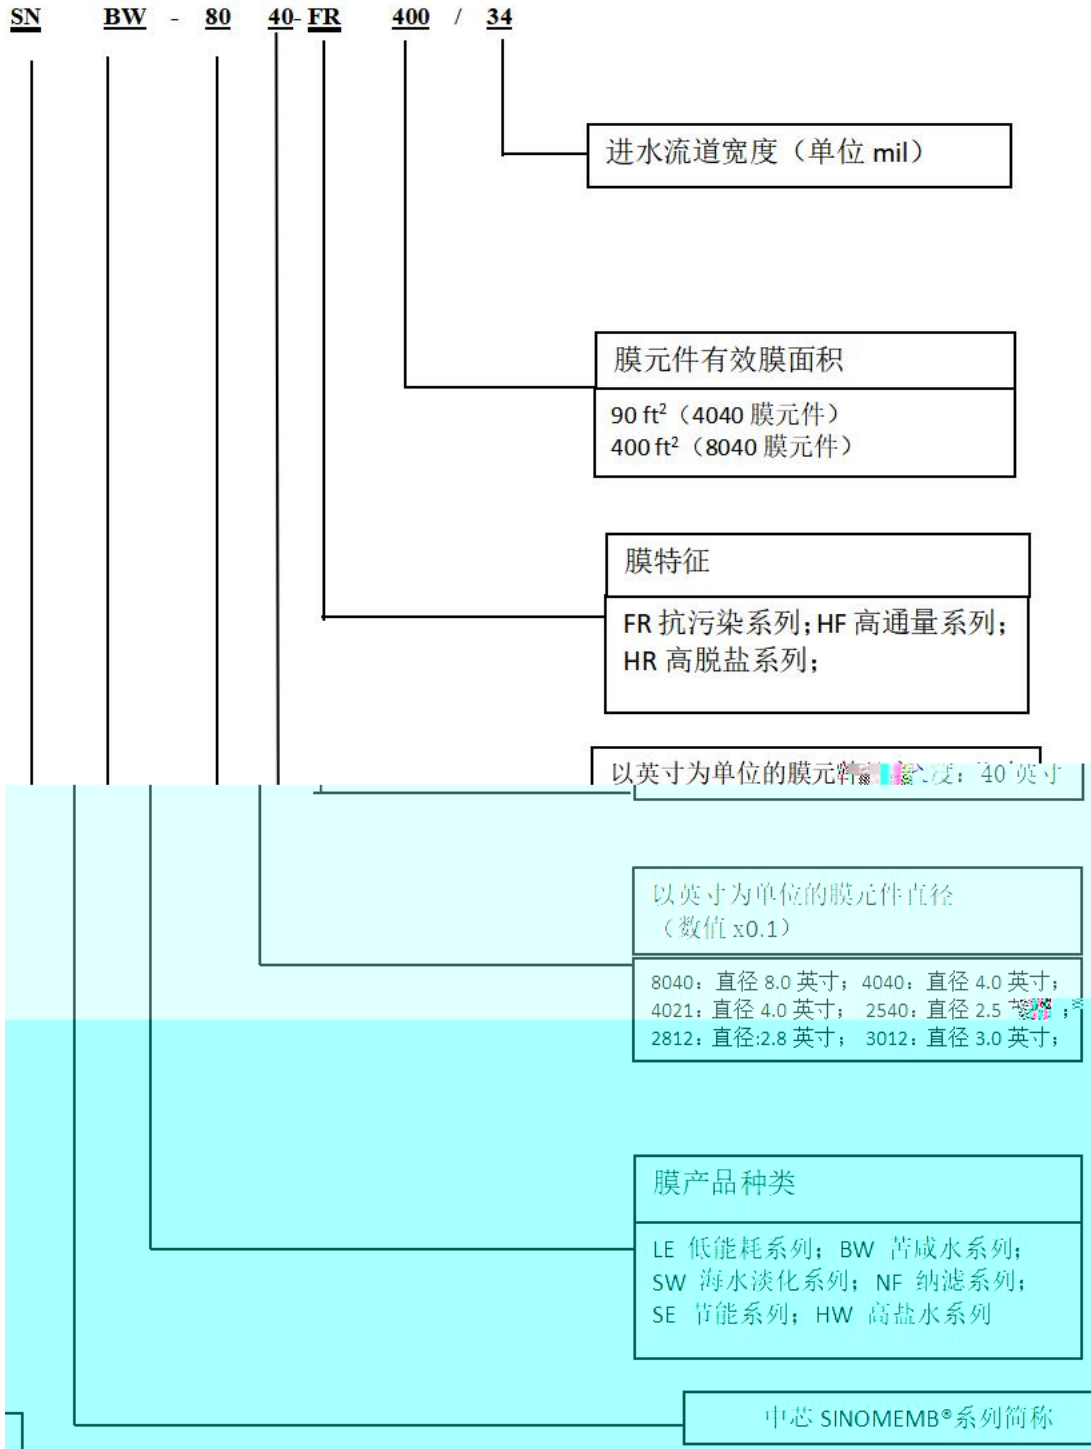 SN BW - 80 40- FR 400 / 34
进水流道宽度（单位 mil）
膜元件有效膜面积
90 ft²（4040 膜元件）
400 ft²（8040 膜元件）
膜特征
FR 抗污染系列；HF 高通量系列；
HR 高脱盐系列；
以英寸为单位的膜元 度：40 英寸
以英寸为单位的膜元件直径
（数值 x0.1）
8040：直径 8.0 英寸；4040：直径 4.0 英寸；
4021：直径 4.0 英寸； 2540：直径 2.5 ；
2812：直径:2.8 英寸； 3012：直径 3.0 英寸；
膜产品种类
LE 低能耗系列；BW 苦咸水系列；
SW 海水淡化系列；NF 纳滤系列；
SE 节能系列；HW 高盐水系列
中芯 SINOMEMB®系列简称